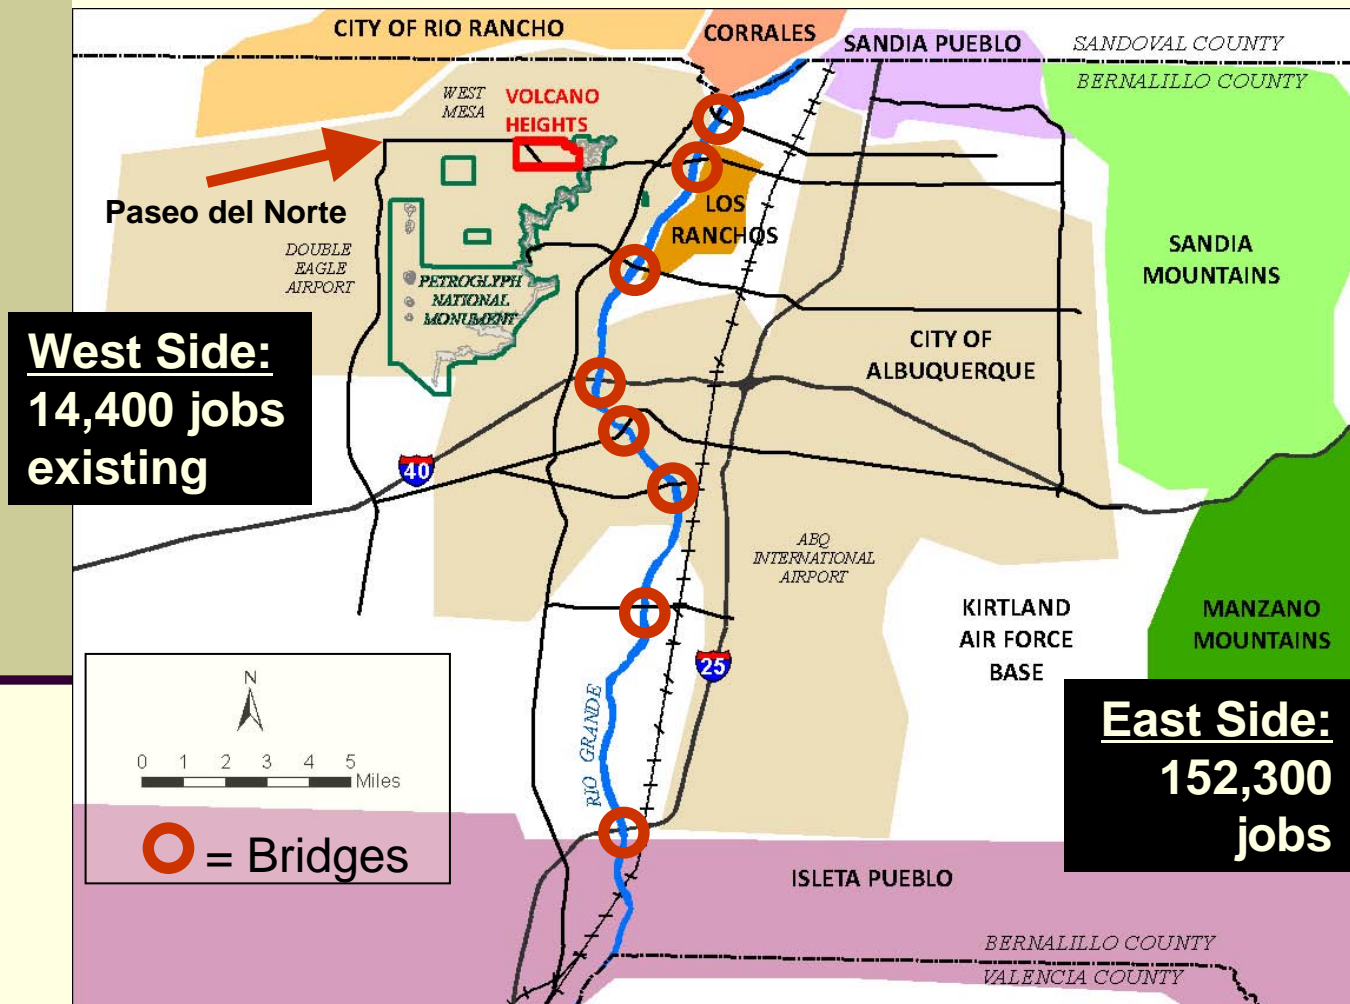 CITY OF RIO RANCHO
CORRALES
SANDIA PUEBLO
SANDOVAL COUNTY
BERNALILLO COUNTY
WEST
MESA
VOLCANO
HEIGHTS
Paseo del Norte
LOS
RANCHOS
DOUBLE
EAGLE
AIRPORT
PETROGLYPH
NATIONAL
MONUMENT
SANDIA
MOUNTAINS
CITY OF
ALBUQUERQUE
West Side:
14,400 jobs
existing
40
ABQ
INTERNATIONAL
AIRPORT
KIRTLAND
AIR FORCE
BASE
MANZANO
MOUNTAINS
25
RIO GRANDE
East Side:
152,300
jobs
N
0 1 2 3 4 5
Miles
= Bridges
ISLETA PUEBLO
BERNALILLO COUNTY
VALENCIA COUNTY